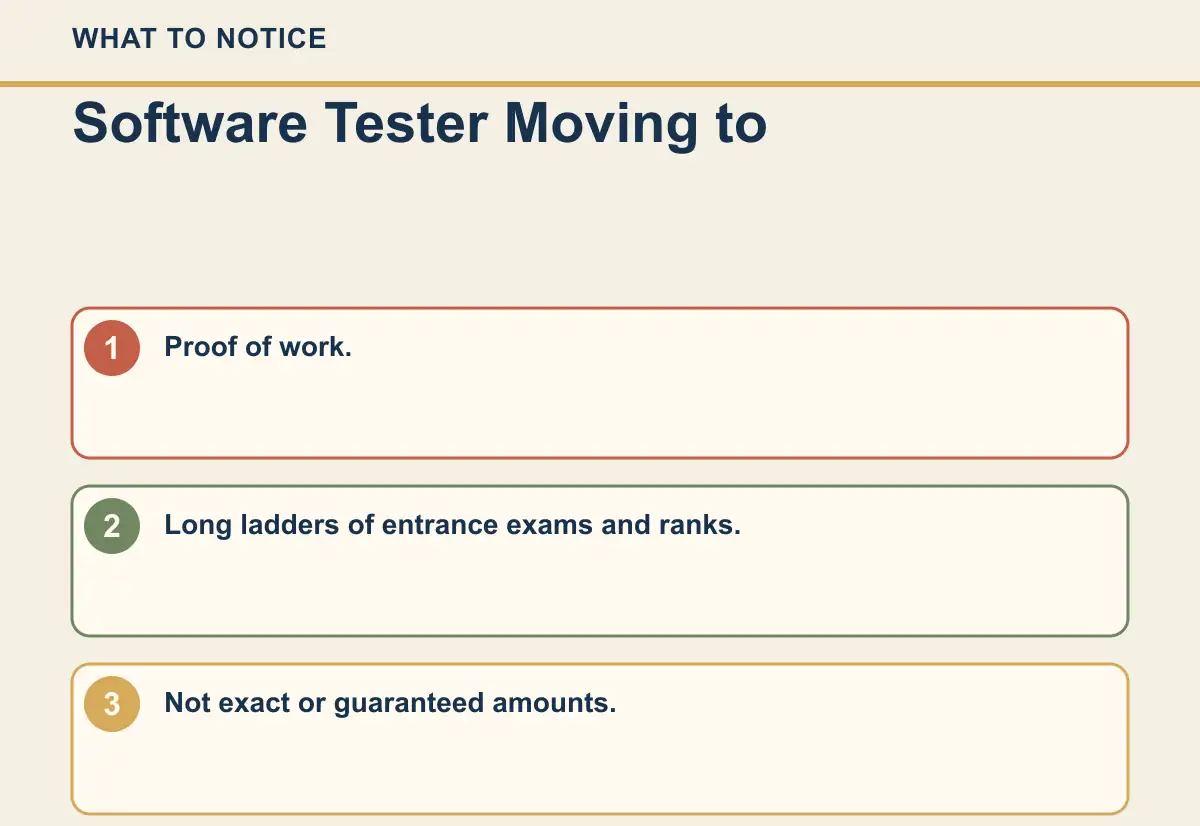 WHAT TO NOTICE
Software Tester Moving to
1 Proof of work.
2 Long ladders of entrance exams and ranks.
3 Not exact or guaranteed amounts.